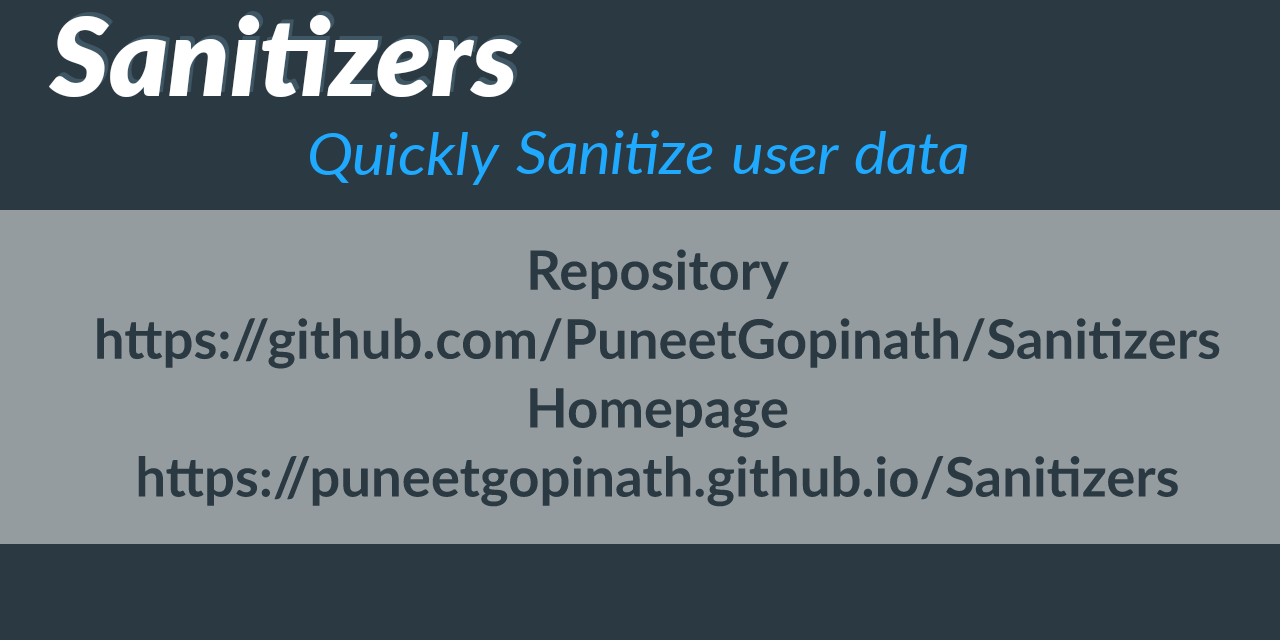 Sanitizers
Quickly Sanitize user data
Repository
https://github.com/PuneetGopinath/Sanitizers
Homepage
https://puneetgopinath.github.io/Sanitizers